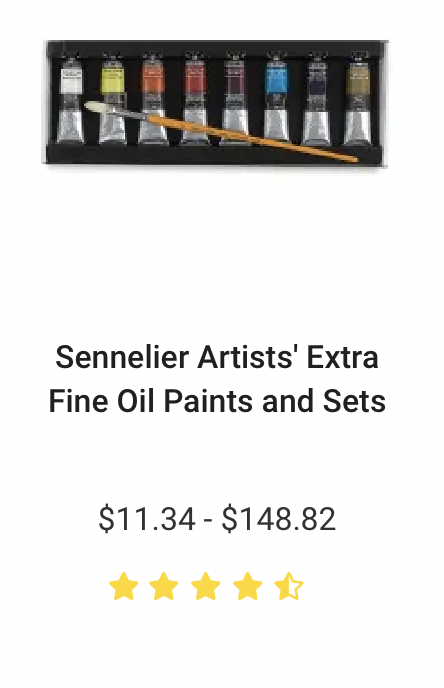 Sennelier Artists' Extra
Fine Oil Paints and Sets
$11.34 - $148.82